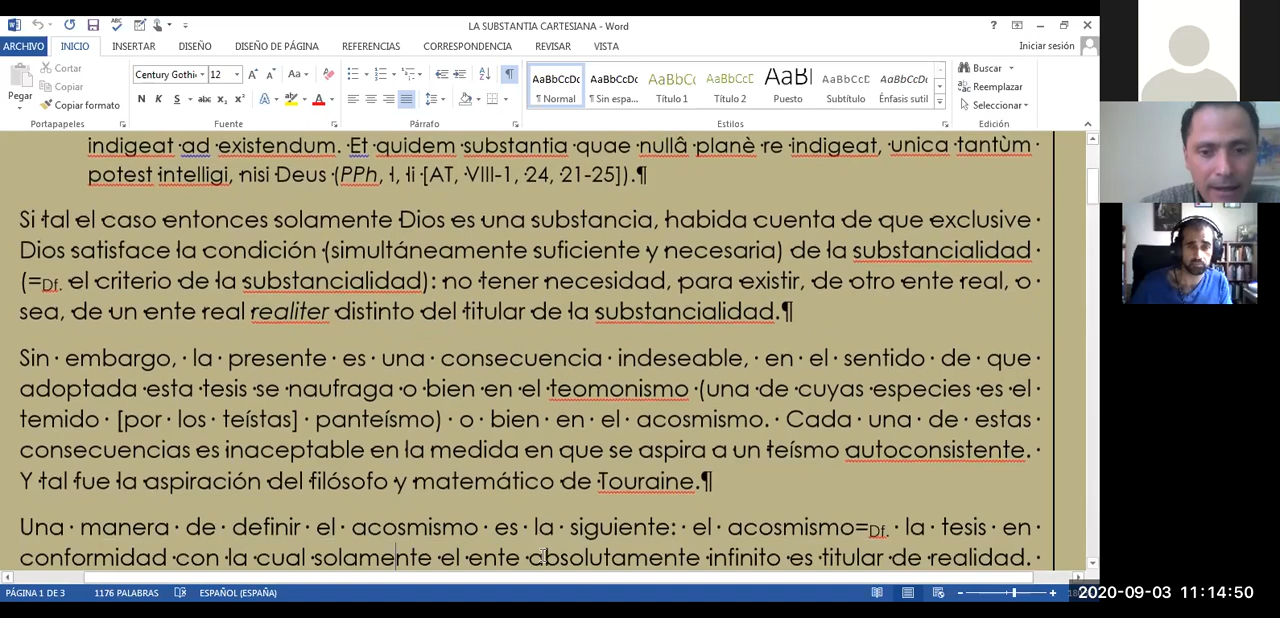 LA SUBSTANTIA CARTESIANA - Word
ARCHIVO INICIO INSERTAR DISEÑO DISEÑO DE PÁGINA REFERENCIAS CORRESPONDENCIA REVISAR VISTA Iniciar sesión
Pegar
Cortar
Copiar
Copiar formato
Portapapeles
Century Gothi 12
Fuente
Párrafo
AaBbCcDc AaBbCcDc AaBbCc AaBbCcD AaBl AaBbCcD AaBbCcDc
¶ Normal ¶ Sin espa... Título 1 Título 2 Puesto Subtítulo Énfasis sutil
Estilos
Buscar
Reemplazar
Seleccionar
Edición
indigeat ad existendum. Et quidem substantia quae nullâ planè re indigeat, unica tantùm
potest intelligi, nisi Deus (PPh, I, li [AT, VIII-1, 24, 21-25]).¶
Si tal el caso entonces solamente Dios es una substancia, habida cuenta de que exclusive
Dios satisface la condición (simultáneamente suficiente y necesaria) de la substancialidad
(=Df. el criterio de la substancialidad): no tener necesidad, para existir, de otro ente real, o
sea, de un ente real realiter distinto del titular de la substancialidad.¶
Sin embargo, la presente es una consecuencia indeseable, en el sentido de que
adoptada esta tesis se naufraga o bien en el teomonismo (una de cuyas especies es el
temido [por los teístas] panteísmo) o bien en el acosmismo. Cada una de estas
consecuencias es inaceptable en la medida en que se aspira a un teísmo autoconsistente.
Y tal fue la aspiración del filósofo y matemático de Touraine.¶
Una manera de definir el acosmismo es la siguiente: el acosmismo=Df. la tesis en
conformidad con la cual solamente el ente absolutamente infinito es titular de realidad.
PÁGINA 1 DE 3 1176 PALABRAS ESPAÑOL (ESPAÑA)
2020-09-03 11:14:50